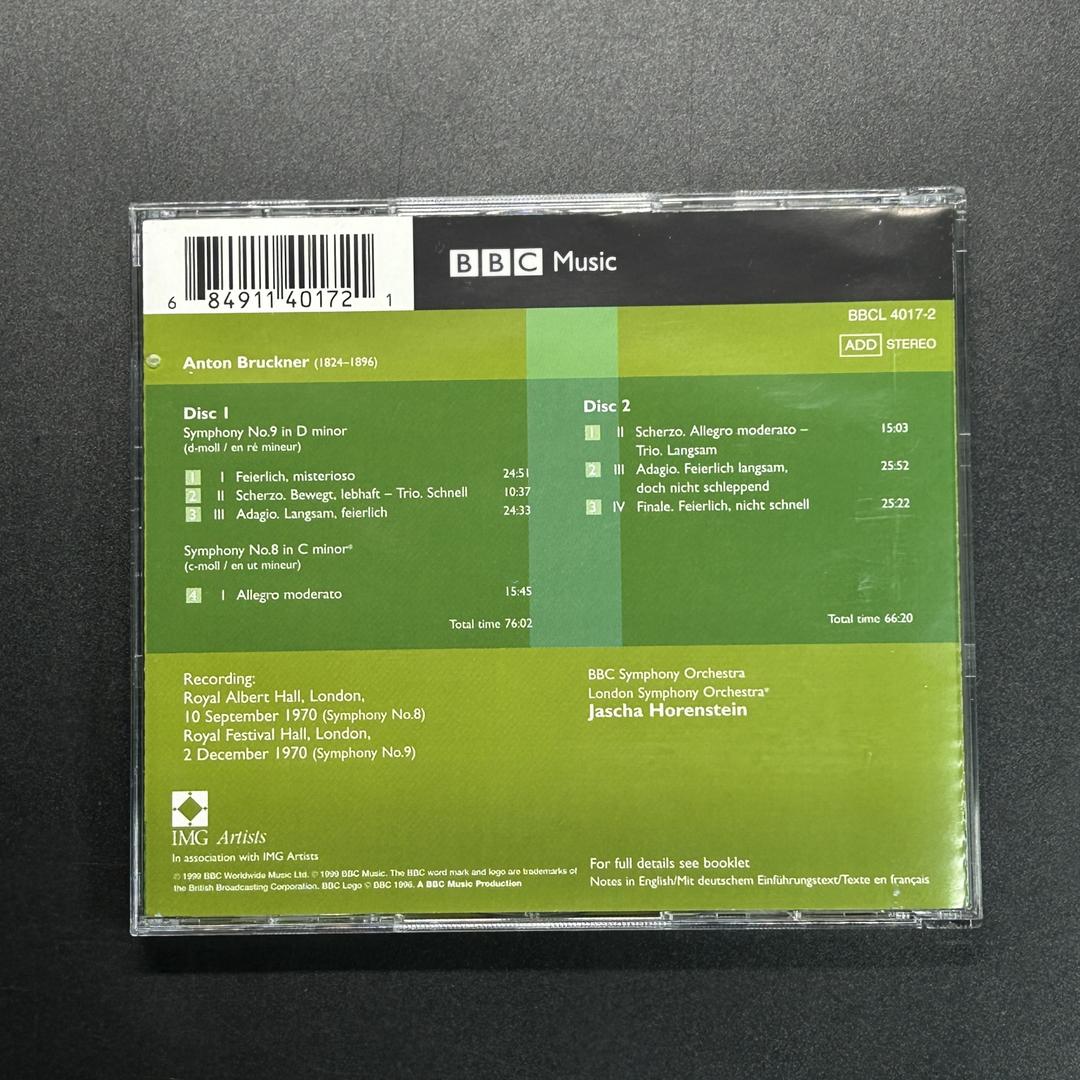 6 84911 40172 1
BBC Music
BBCL 4017-2
ADD STEREO
Anton Bruckner (1824–1896)
Disc 1
Symphony No.9 in D minor
(d-moll / en ré mineur)
1 I Feierlich, misterioso 24:51
2 II Scherzo. Bewegt, lebhaft – Trio. Schnell 10:37
3 III Adagio. Langsam, feierlich 24:33
Symphony No.8 in C minor*
(c-moll / en ut mineur)
4 I Allegro moderato 15:45
Total time 76:02
Disc 2
1 II Scherzo. Allegro moderato – 15:03
Trio. Langsam
2 III Adagio. Feierlich langsam, 25:52
doch nicht schleppend
3 IV Finale. Feierlich, nicht schnell 25:22
Total time 66:20
Recording:
Royal Albert Hall, London,
10 September 1970 (Symphony No.8)
Royal Festival Hall, London,
2 December 1970 (Symphony No.9)
BBC Symphony Orchestra
London Symphony Orchestra*
Jascha Horenstein
IMG Artists
In association with IMG Artists
℗ 1999 BBC Worldwide Music Ltd. © 1999 BBC Music. The BBC word mark and logo are trademarks of
the British Broadcasting Corporation. BBC Logo © BBC 1996. A BBC Music Production
For full details see booklet
Notes in English/Mit deutschem Einführungstext/Texte en français